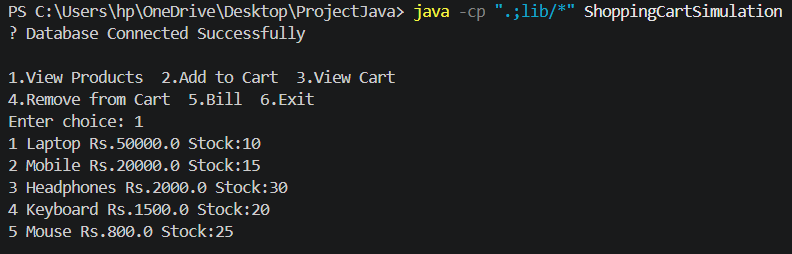 PS C:\Users\hp\OneDrive\Desktop\ProjectJava> java -cp ".;lib/*" ShoppingCartSimulation
? Database Connected Successfully
1.View Products  2.Add to Cart  3.View Cart
4.Remove from Cart  5.Bill  6.Exit
Enter choice: 1
1 Laptop Rs.50000.0 Stock:10
2 Mobile Rs.20000.0 Stock:15
3 Headphones Rs.2000.0 Stock:30
4 Keyboard Rs.1500.0 Stock:20
5 Mouse Rs.800.0 Stock:25